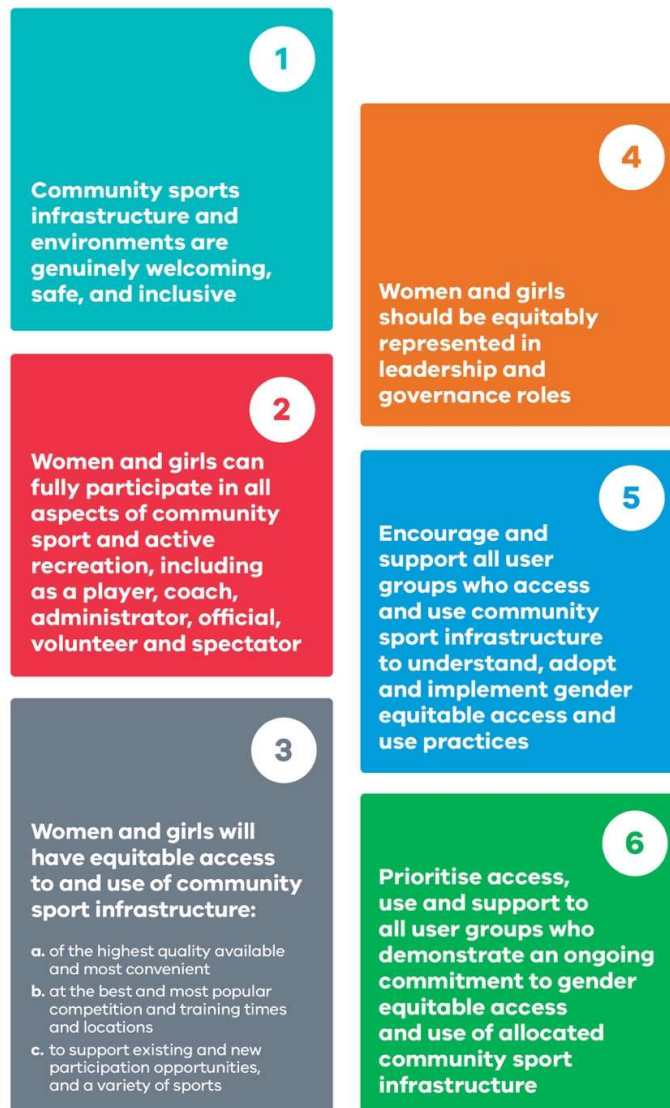 1
Community sports
infrastructure and
environments are
genuinely welcoming,
safe, and inclusive
2
Women and girls can
fully participate in all
aspects of community
sport and active
recreation, including
as a player, coach,
administrator, official,
volunteer and spectator
3
Women and girls will
have equitable access
to and use of community
sport infrastructure:
a. of the highest quality available
and most convenient
b. at the best and most popular
competition and training times
and locations
c. to support existing and new
participation opportunities,
and a variety of sports
4
Women and girls
should be equitably
represented in
leadership and
governance roles
5
Encourage and
support all user
groups who access
and use community
sport infrastructure
to understand, adopt
and implement gender
equitable access and
use practices
6
Prioritise access,
use and support to
all user groups who
demonstrate an ongoing
commitment to gender
equitable access
and use of allocated
community sport
infrastructure